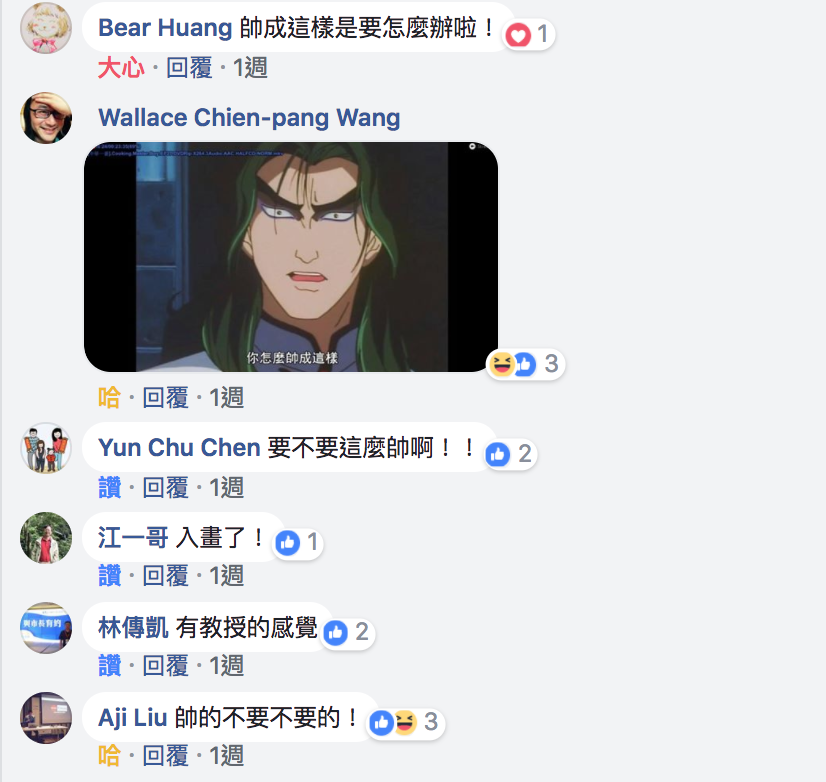 Bear Huang 帥成這樣是要怎麼辦啦！ 1
大心 · 回覆 · 1週
Wallace Chien-pang Wang
你怎麼帥成這樣
3
哈 · 回覆 · 1週
Yun Chu Chen 要不要這麼帥啊！！ 2
讚 · 回覆 · 1週
江一哥 入畫了！ 1
讚 · 回覆 · 1週
林傳凱 有教授的感覺 2
讚 · 回覆 · 1週
Aji Liu 帥的不要不要的！ 3
哈 · 回覆 · 1週